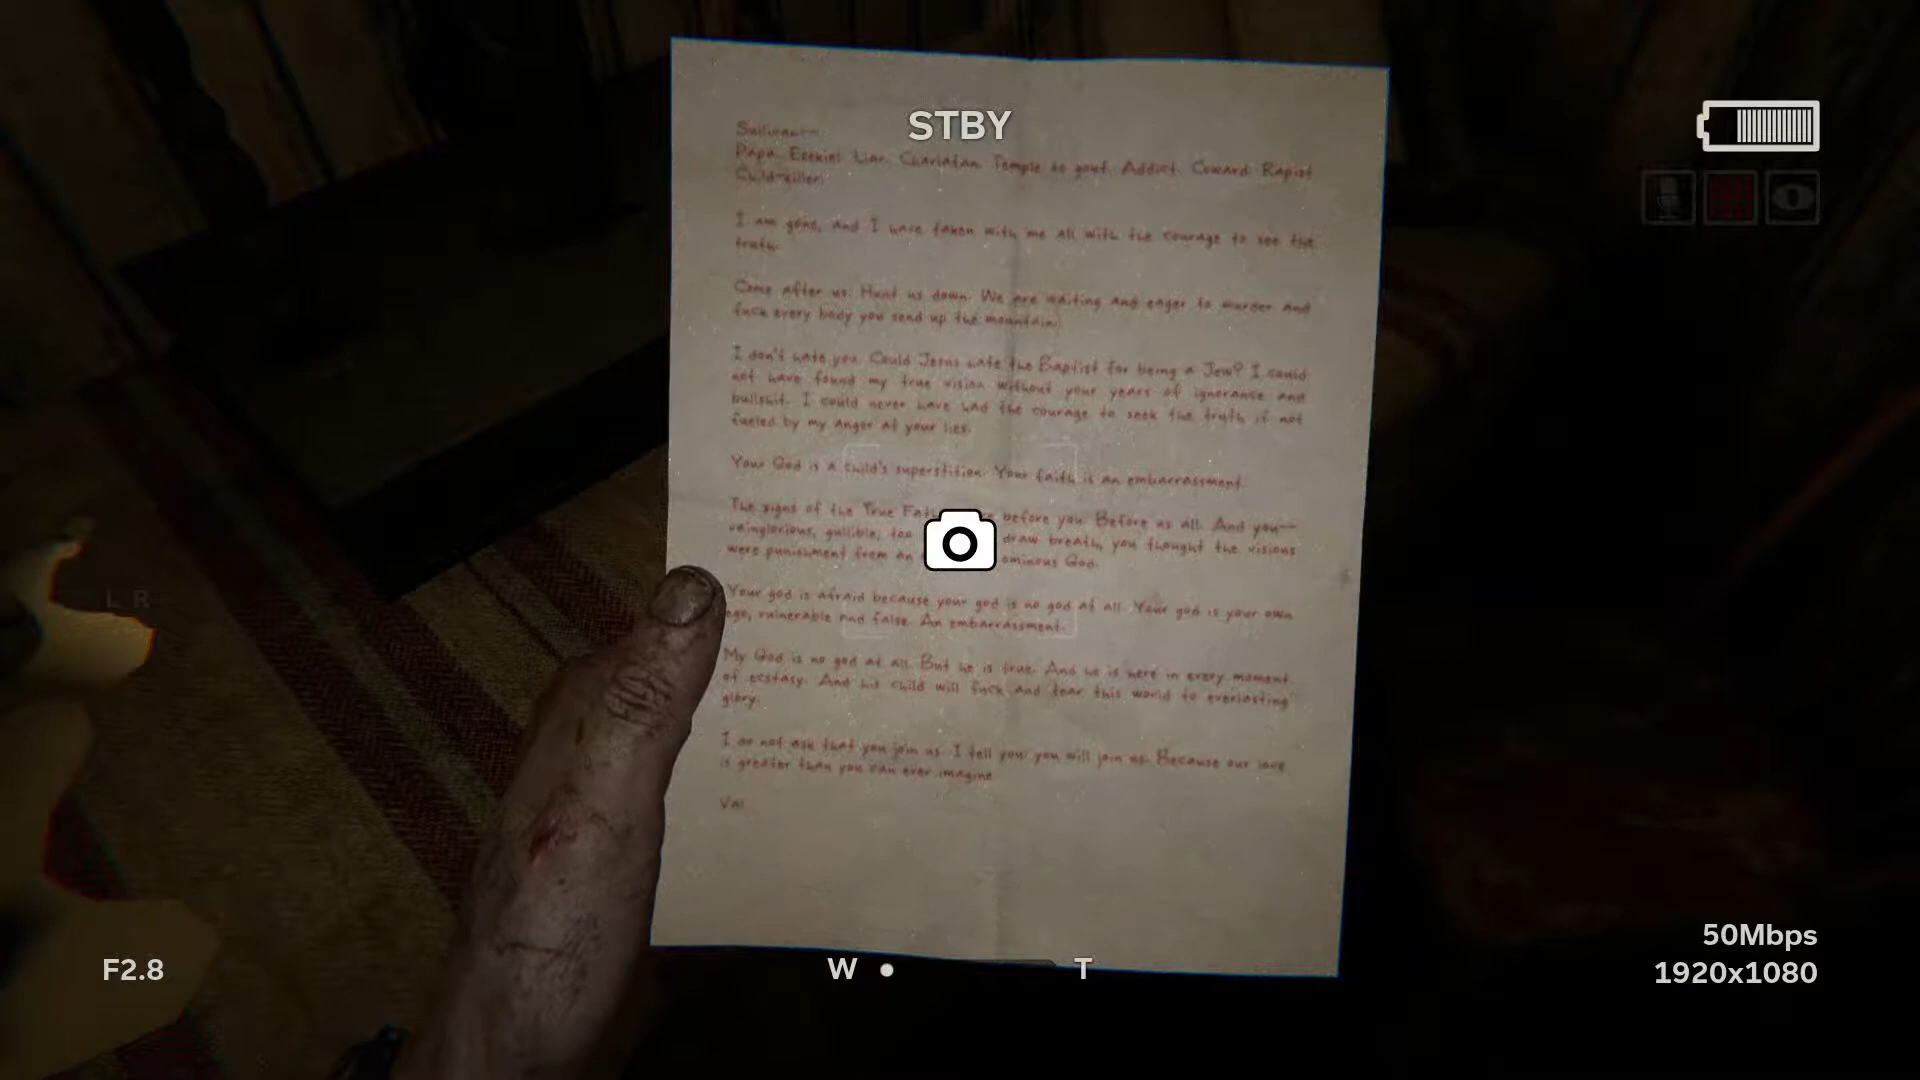 STBY
Sullivan—
Papa. Ezekiel. Liar. Charlatan. Temple to gout. Addict. Coward. Rapist.
Child-killer.
I am gone, and I have taken with me all with the courage to see the
truth.
Come after us. Hunt us down. We are waiting and eager to murder and
fuck every body you send up the mountain.
I don't hate you. Could Jesus hate the Baptist for being a Jew? I could
not have found my true vision without your years of ignorance and
bullshit. I could never have had the courage to seek the truth if not
fueled by my anger at your lies.
Your God is a child's superstition. Your faith is an embarrassment.
The signs of the True before you. Before us all. And you—
vainglorious, gullible, too draw breath, you thought the visions
were punishment from an God.
Your god is afraid because your god is no god at all. Your god is your own
ego, vulnerable and false. An embarrassment.
My God is no god at all. But he is true. And he is here in every moment
of ecstasy. And his child will fuck and tear this world to everlasting
glory.
I do not ask that you join us. I tell you: you will join us. Because our love
is greater than you can ever imagine.
Val
L R
F2.8
W T
50Mbps
1920x1080